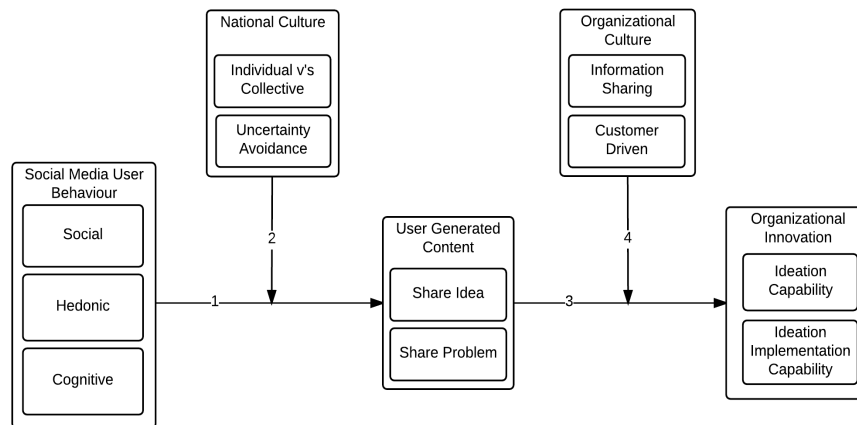 National Culture
Individual v's
Collective
Uncertainty
Avoidance
Organizational
Culture
Information
Sharing
Customer
Driven
Social Media User
Behaviour
Social
Hedonic
Cognitive
1
2
User Generated
Content
Share Idea
Share Problem
3
4
Organizational
Innovation
Ideation
Capability
Ideation
Implementation
Capability